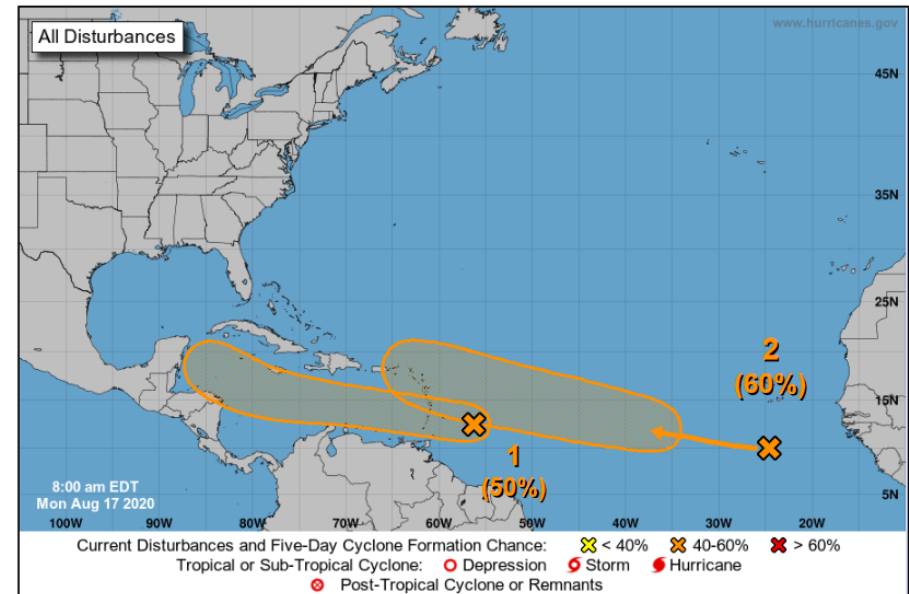 All Disturbances
www.hurricanes.gov
45N
35N
25N
2
(60%)
15N
1
(50%)
8:00 am EDT
Mon Aug 17 2020
5N
100W 90W 80W 70W 60W 50W 40W 30W 20W
Current Disturbances and Five-Day Cyclone Formation Chance: < 40% 40-60% > 60%
Tropical or Sub-Tropical Cyclone: Depression Storm Hurricane
Post-Tropical Cyclone or Remnants